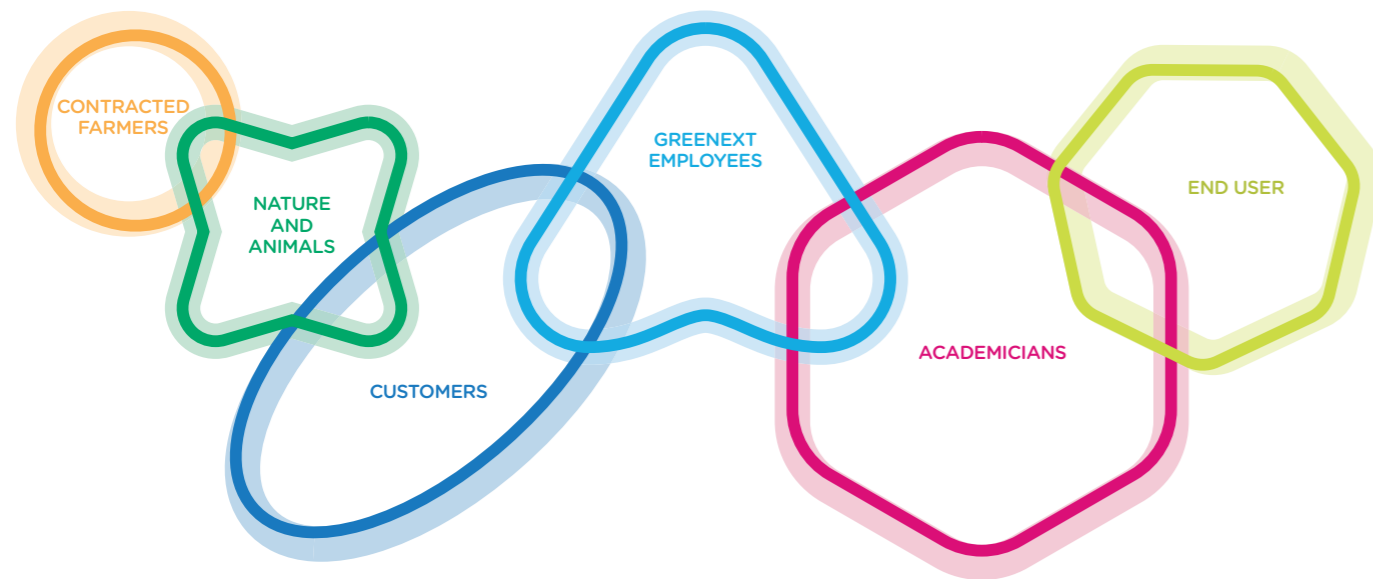 CONTRACTED
FARMERS
NATURE
AND
ANIMALS
CUSTOMERS
GREENEXT
EMPLOYEES
ACADEMICIANS
END USER